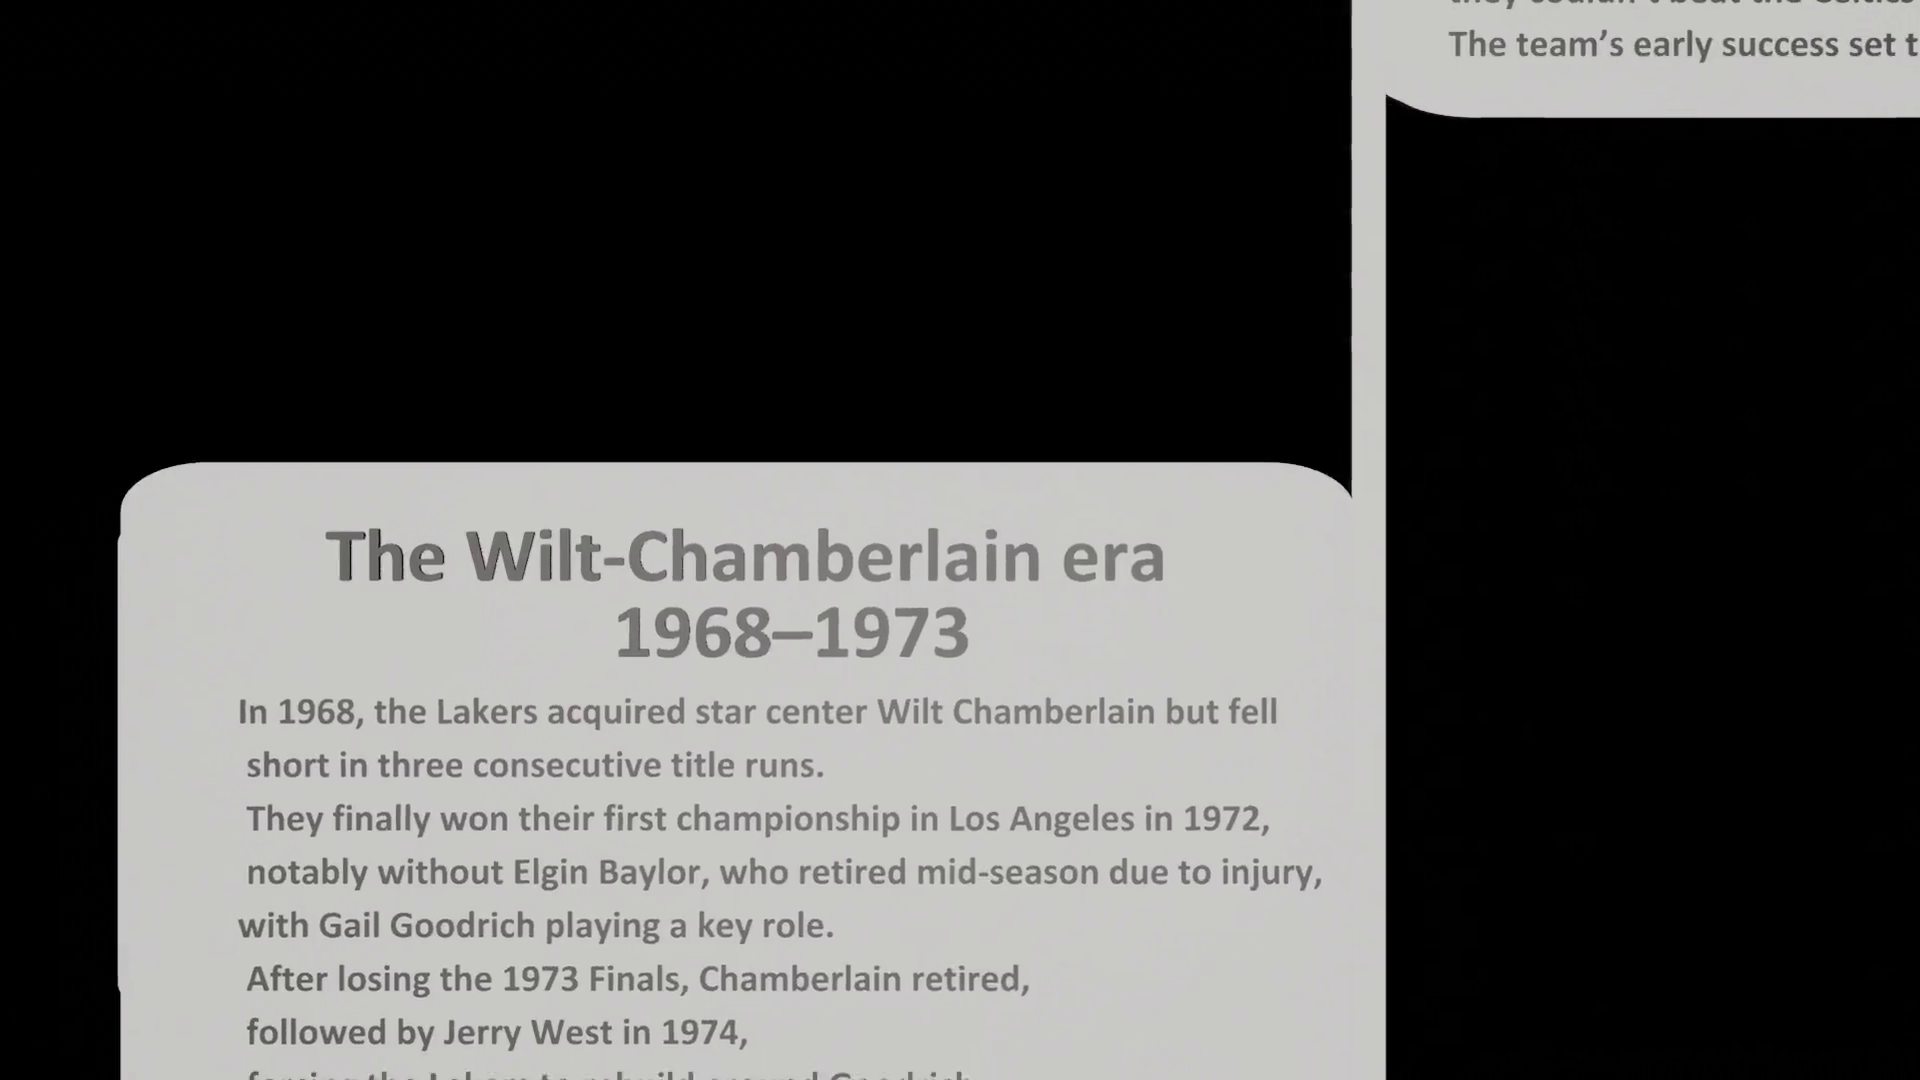 The team’s early success set
The Wilt-Chamberlain era
1968–1973
In 1968, the Lakers acquired star center Wilt Chamberlain but fell
short in three consecutive title runs.
They finally won their first championship in Los Angeles in 1972,
notably without Elgin Baylor, who retired mid-season due to injury,
with Gail Goodrich playing a key role.
After losing the 1973 Finals, Chamberlain retired,
followed by Jerry West in 1974,